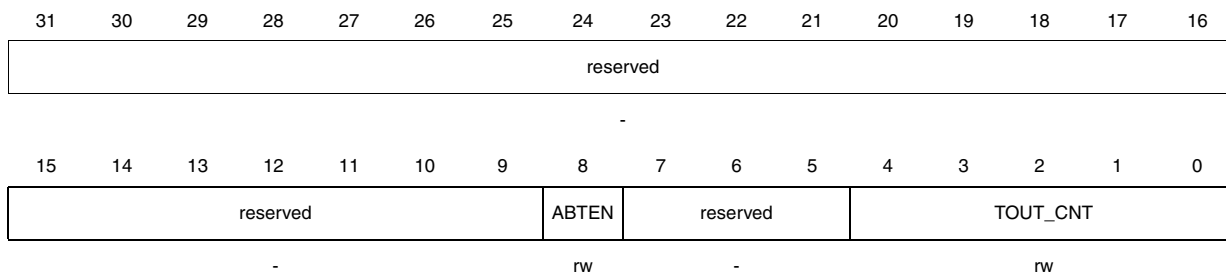 31 30 29 28 27 26 25 24 23 22 21 20 19 18 17 16
reserved
-
15 14 13 12 11 10 9 8 7 6 5 4 3 2 1 0
reserved ABTEN reserved TOUT_CNT
- rw - rw